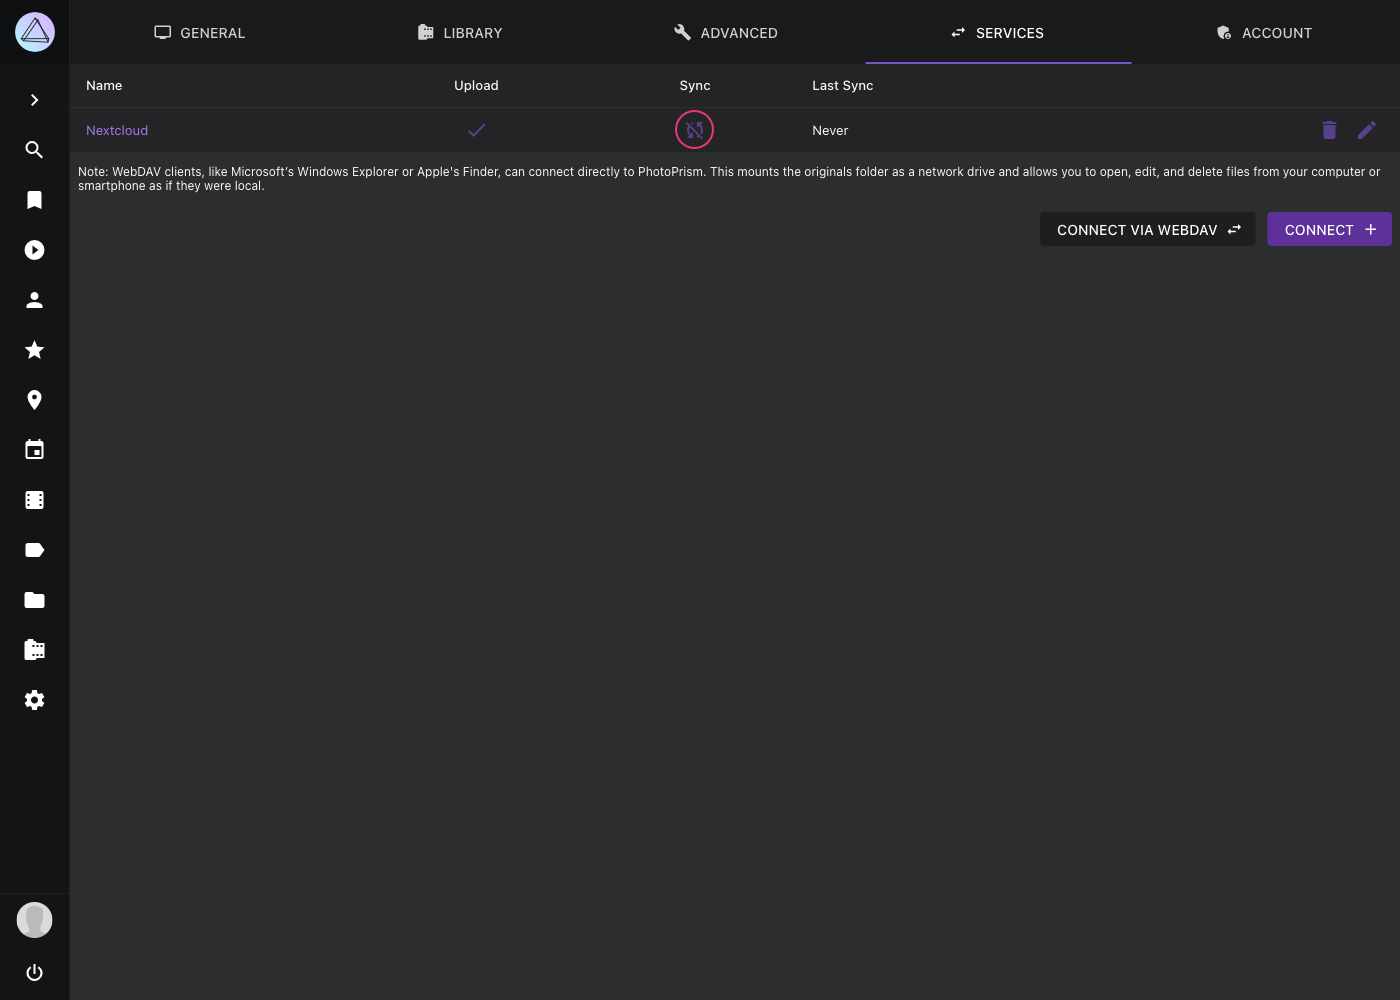 GENERAL
LIBRARY
ADVANCED
SERVICES
ACCOUNT
Name Upload Sync Last Sync
Nextcloud Never
Note: WebDAV clients, like Microsoft's Windows Explorer or Apple's Finder, can connect directly to PhotoPrism. This mounts the originals folder as a network drive and allows you to open, edit, and delete files from your computer or
smartphone as if they were local.
CONNECT VIA WEBDAV
CONNECT